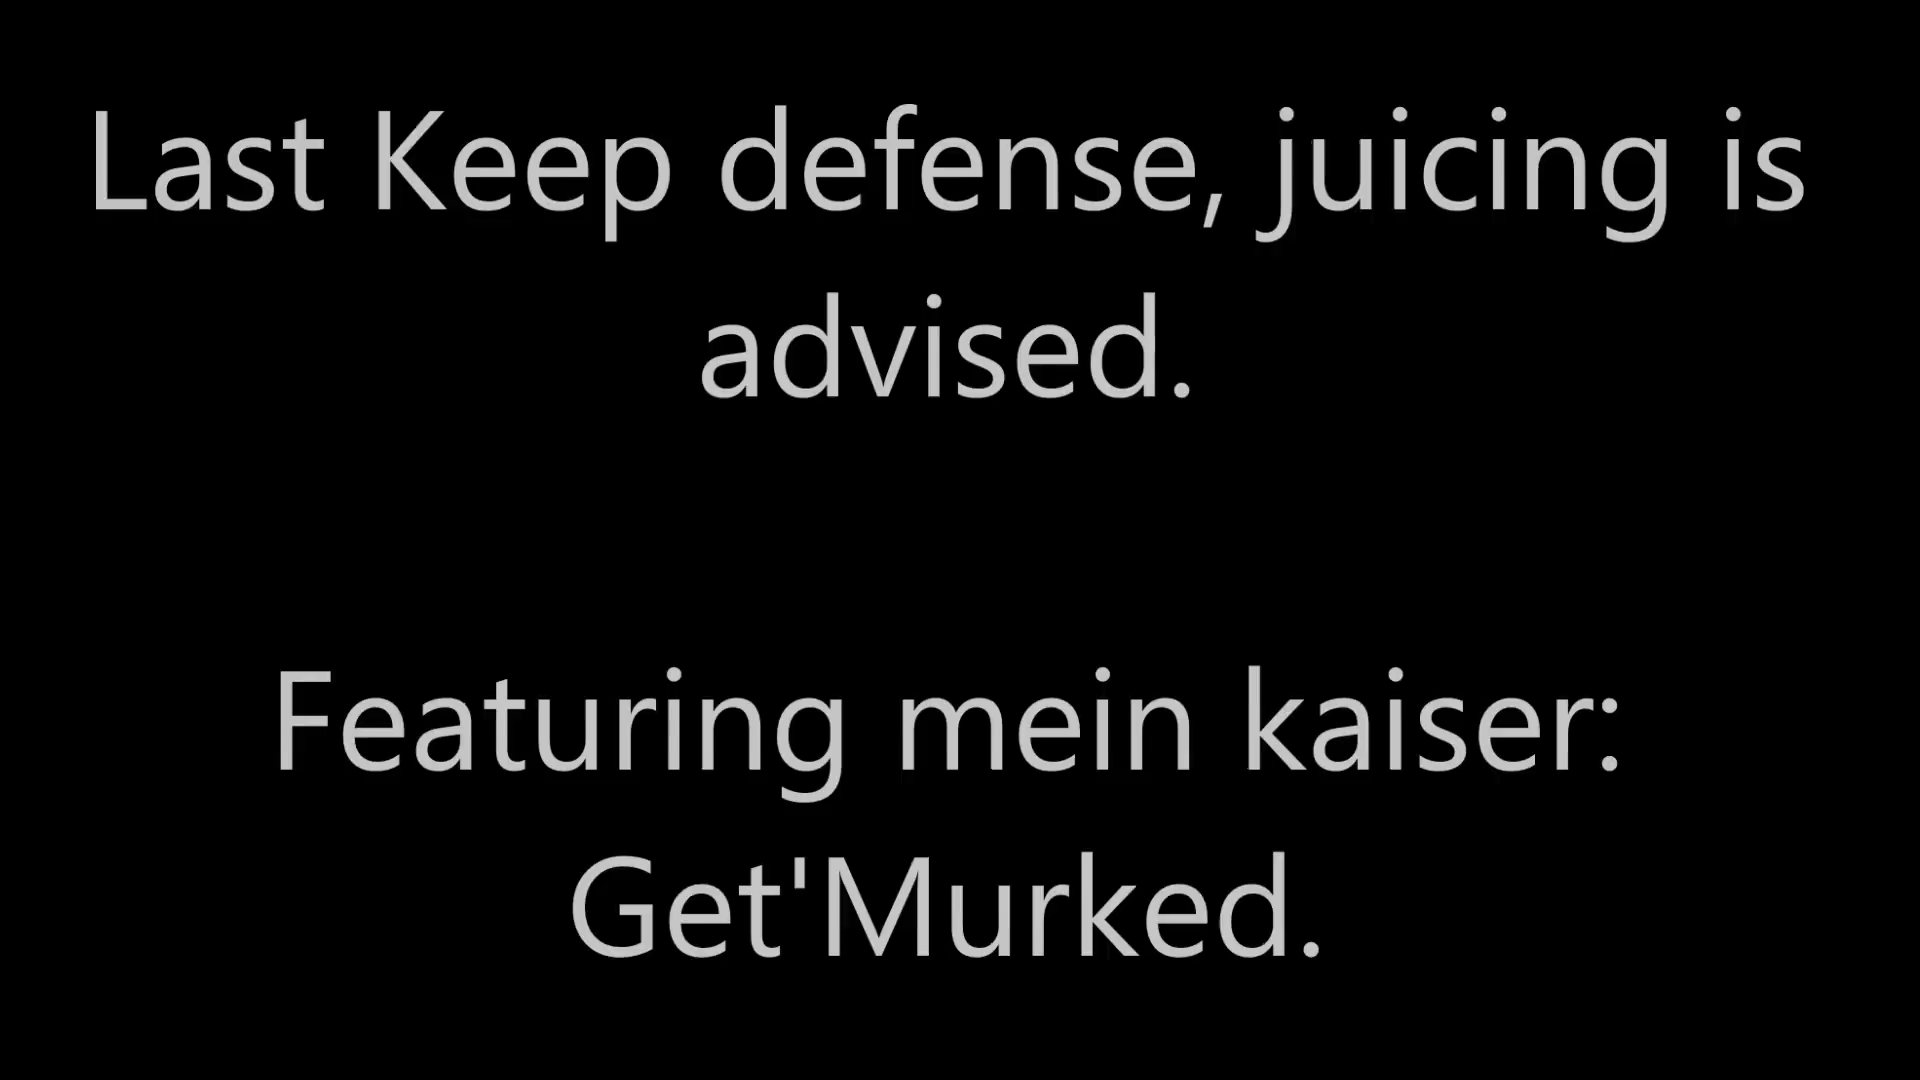 Last Keep defense, juicing is
advised.
Featuring mein kaiser:
Get'Murked.